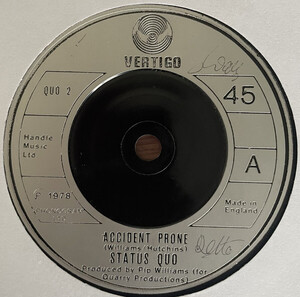 VERTIGO
QUO 2
45
Handle
Music
Ltd.
A
℗ 1978
Made in
England
ACCIDENT PRONE
(Williams/Hutchins)
STATUS QUO
Produced by Pip Williams (for
Quarry Productions)